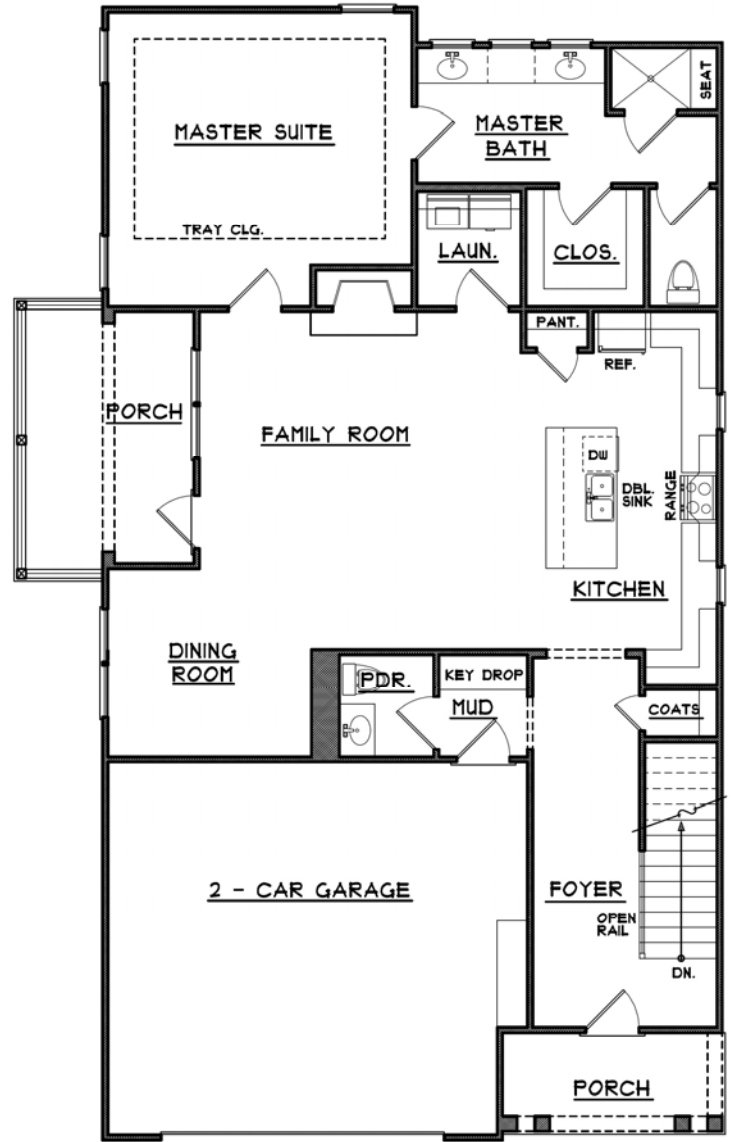 SEAT
MASTER SUITE
MASTER
BATH
TRAY CLG.
LAUN.
CLOS.
PANT.
REF.
PORCH
FAMILY ROOM
DW
DBL.
SINK
RANGE
KITCHEN
DINING
ROOM
PDR.
KEY DROP
MUD
COATS
2 - CAR GARAGE
FOYER
OPEN
RAIL
DN.
PORCH